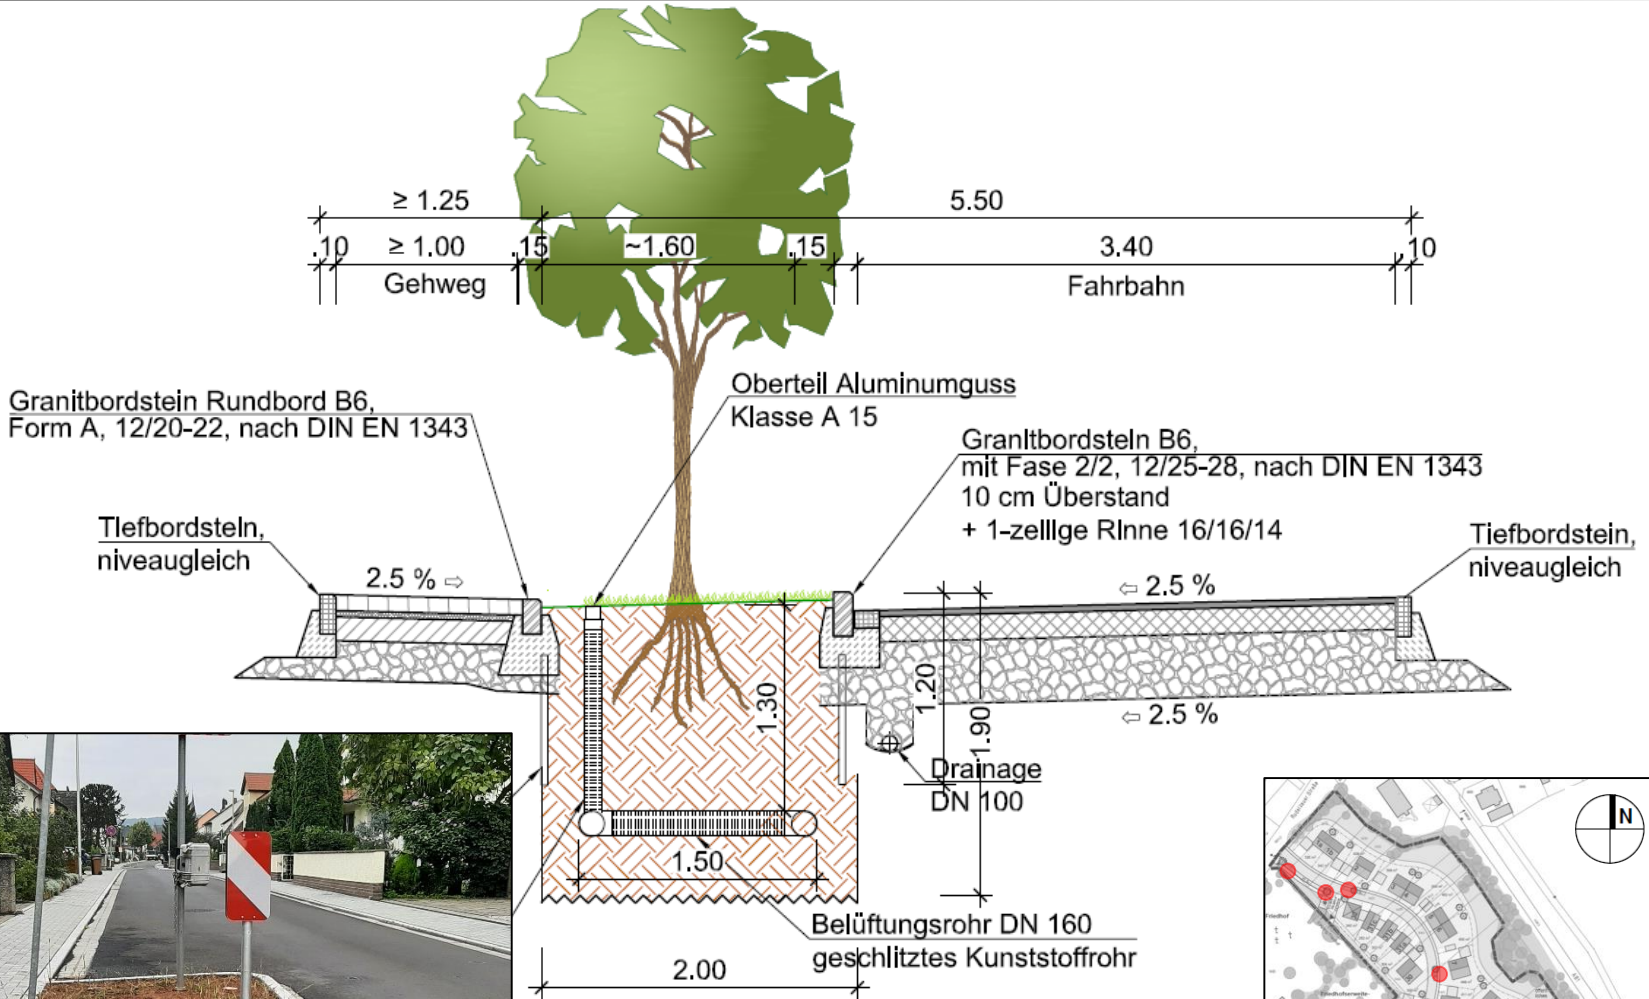 ≥ 1.25
5.50
.10
≥ 1.00
.15
~1.60
.15
3.40
.10
Gehweg
Fahrbahn
Oberteil Aluminumguss
Klasse A 15
Granitbordstein Rundbord B6,
Form A, 12/20-22, nach DIN EN 1343
Granitbordstein B6,
mit Fase 2/2, 12/25-28, nach DIN EN 1343
10 cm Überstand
+ 1-zeilige Rinne 16/16/14
Tiefbordstein,
niveaugleich
Tiefbordstein,
niveaugleich
2.5 % ⇨
⇦ 2.5 %
1.30
1.20
1.90
⇦ 2.5 %
Drainage
DN 100
1.50
Belüftungsrohr DN 160
geschlitztes Kunststoffrohr
2.00
N
Friedhof